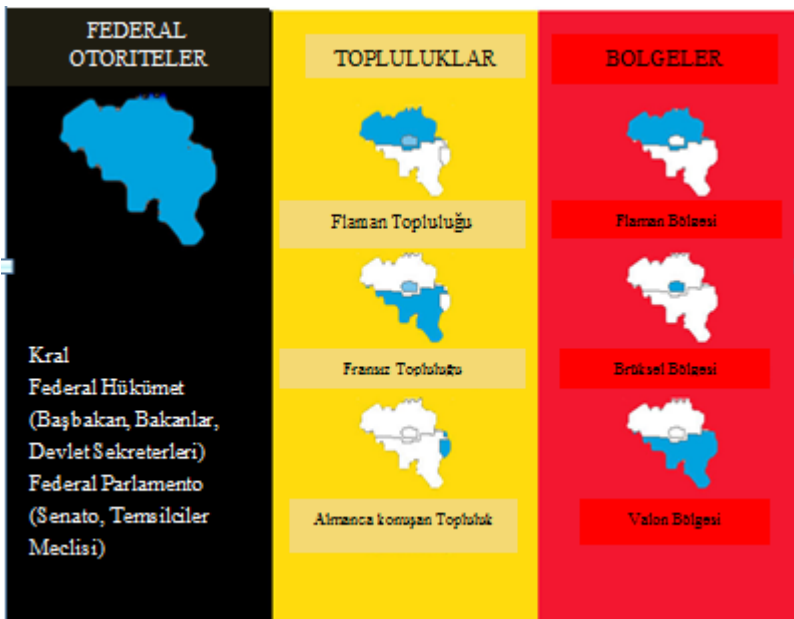 FEDERAL
OTORITELER
Kral
Federal Hükümet
(Başbakan, Bakanlar,
Devlet Sekreterleri)
Federal Parlamento
(Senato, Temsilciler
Meclisi)
TOPLULUKLAR
Flaman Topluluğu
Fransız Topluluğu
Almanca konuşan Topluluk
BOLGELER
Flaman Bölgesi
Brüksel Bölgesi
Valon Bölgesi